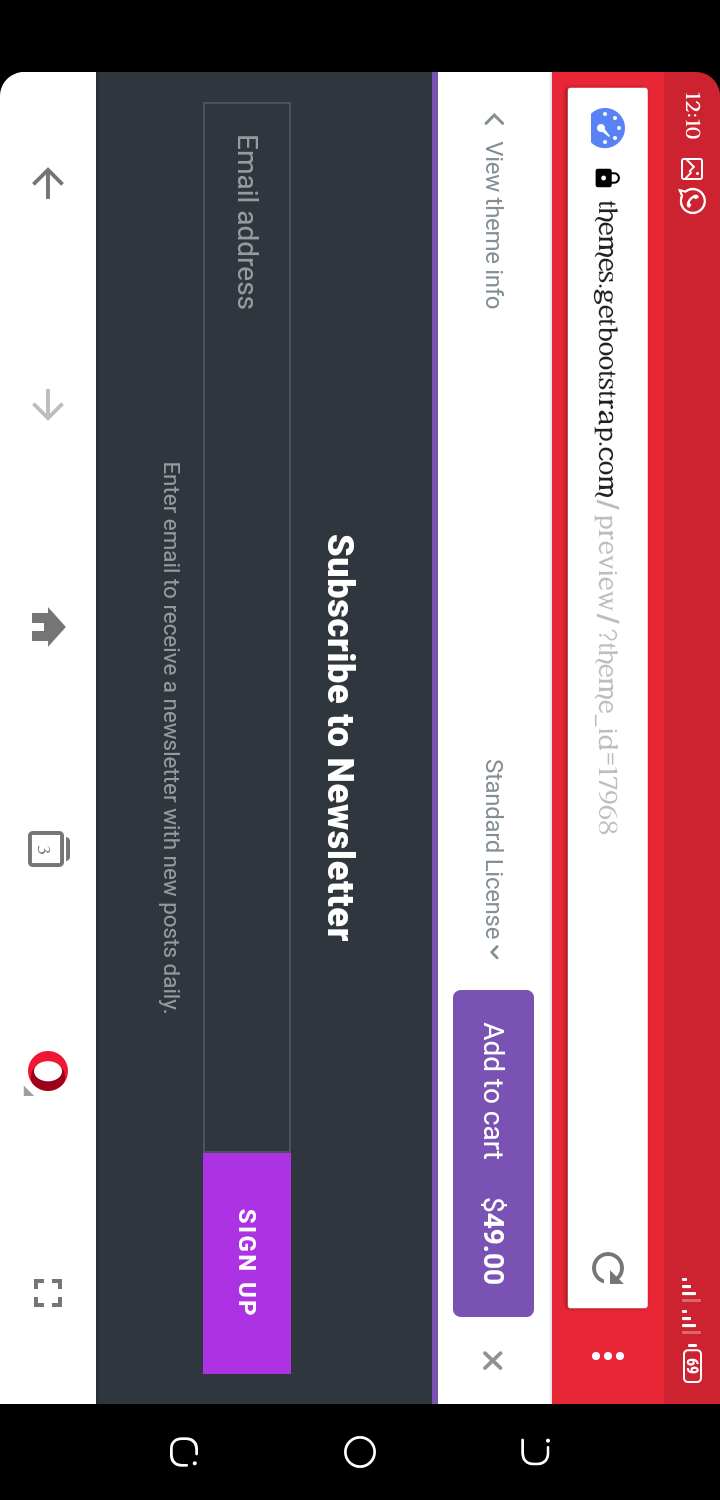 12:10
69
themes.getbootstrap.com/preview/?theme_id=17968
View theme info
Standard License
Add to cart $49.00
Subscribe to Newsletter
Email address
SIGN UP
Enter email to receive a newsletter with new posts daily.
3